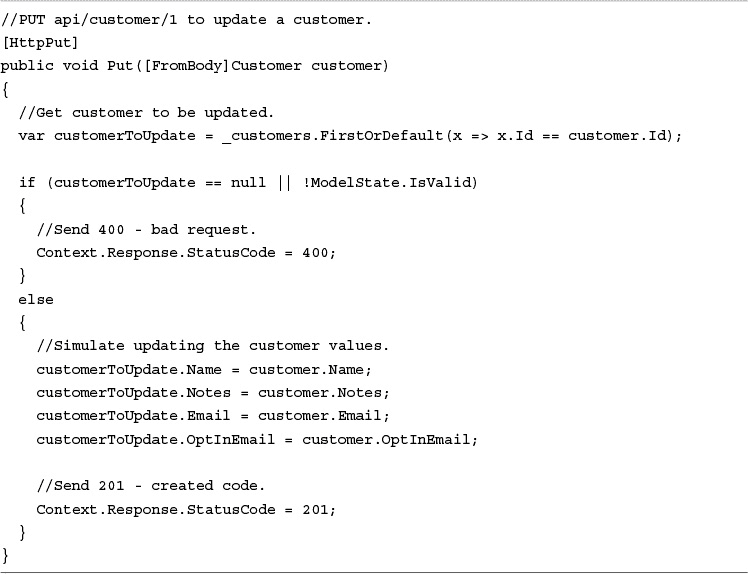 //PUT api/customer/1 to update a customer.
[HttpPut]
public void Put([FromBody]Customer customer)
{
  //Get customer to be updated.
  var customerToUpdate = _customers.FirstOrDefault(x => x.Id == customer.Id);

  if (customerToUpdate == null || !ModelState.IsValid)
  {
    //Send 400 - bad request.
    Context.Response.StatusCode = 400;
  }
  else
  {
    //Simulate updating the customer values.
    customerToUpdate.Name = customer.Name;
    customerToUpdate.Notes = customer.Notes;
    customerToUpdate.Email = customer.Email;
    customerToUpdate.OptInEmail = customer.OptInEmail;

    //Send 201 - created code.
    Context.Response.StatusCode = 201;
  }
}